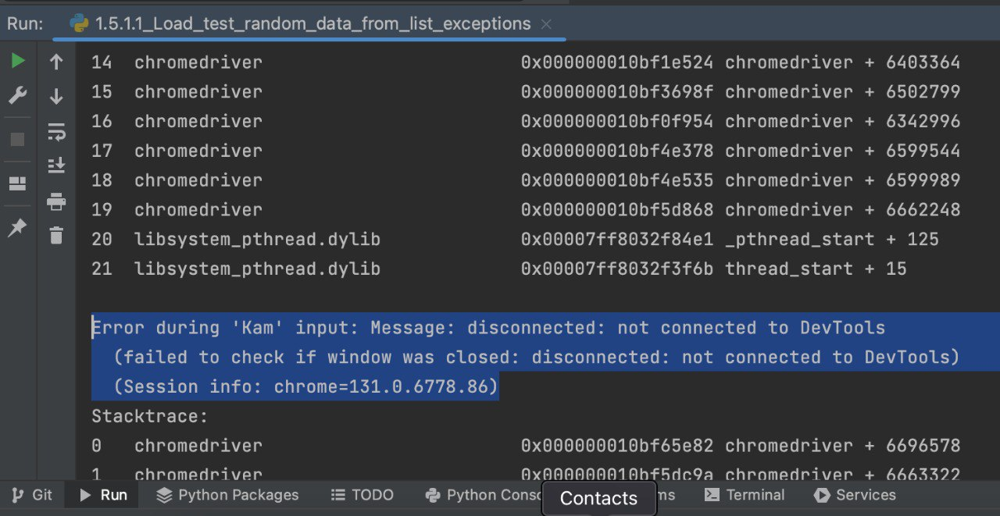 Run: 1.5.1.1_Load_test_random_data_from_list_exceptions
14 chromedriver 0x000000010bf1e524 chromedriver + 6403364
15 chromedriver 0x000000010bf3698f chromedriver + 6502799
16 chromedriver 0x000000010bf0f954 chromedriver + 6342996
17 chromedriver 0x000000010bf4e378 chromedriver + 6599544
18 chromedriver 0x000000010bf4e535 chromedriver + 6599989
19 chromedriver 0x000000010bf5d868 chromedriver + 6662248
20 libsystem_pthread.dylib 0x00007ff8032f84e1 _pthread_start + 125
21 libsystem_pthread.dylib 0x00007ff8032f3f6b thread_start + 15
Error during 'Kam' input: Message: disconnected: not connected to DevTools
(failed to check if window was closed: disconnected: not connected to DevTools)
(Session info: chrome=131.0.6778.86)
Stacktrace:
0 chromedriver 0x000000010bf65e82 chromedriver + 6696578
1 chromedriver 0x000000010bf5dc9a chromedriver + 6663322
Git Run Python Packages TODO Python Terminal Services
Contacts